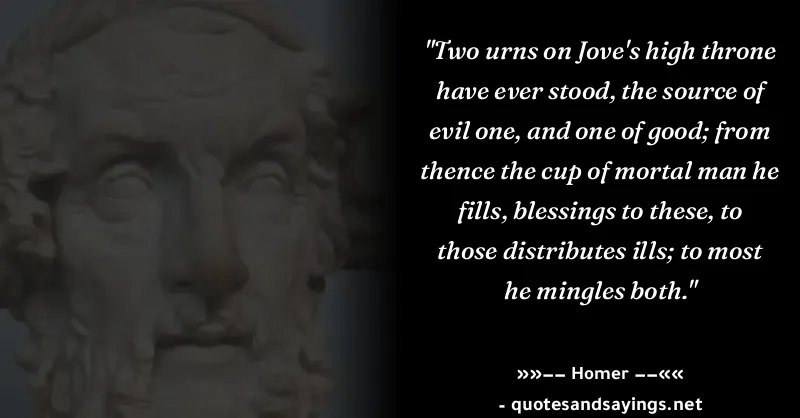 "Two urns on Jove's high throne
have ever stood, the source of
evil one, and one of good; from
thence the cup of mortal man he
fills, blessings to these, to
those distributes ills; to most
he mingles both."
»»−− Homer −−««
- quotesandsayings.net